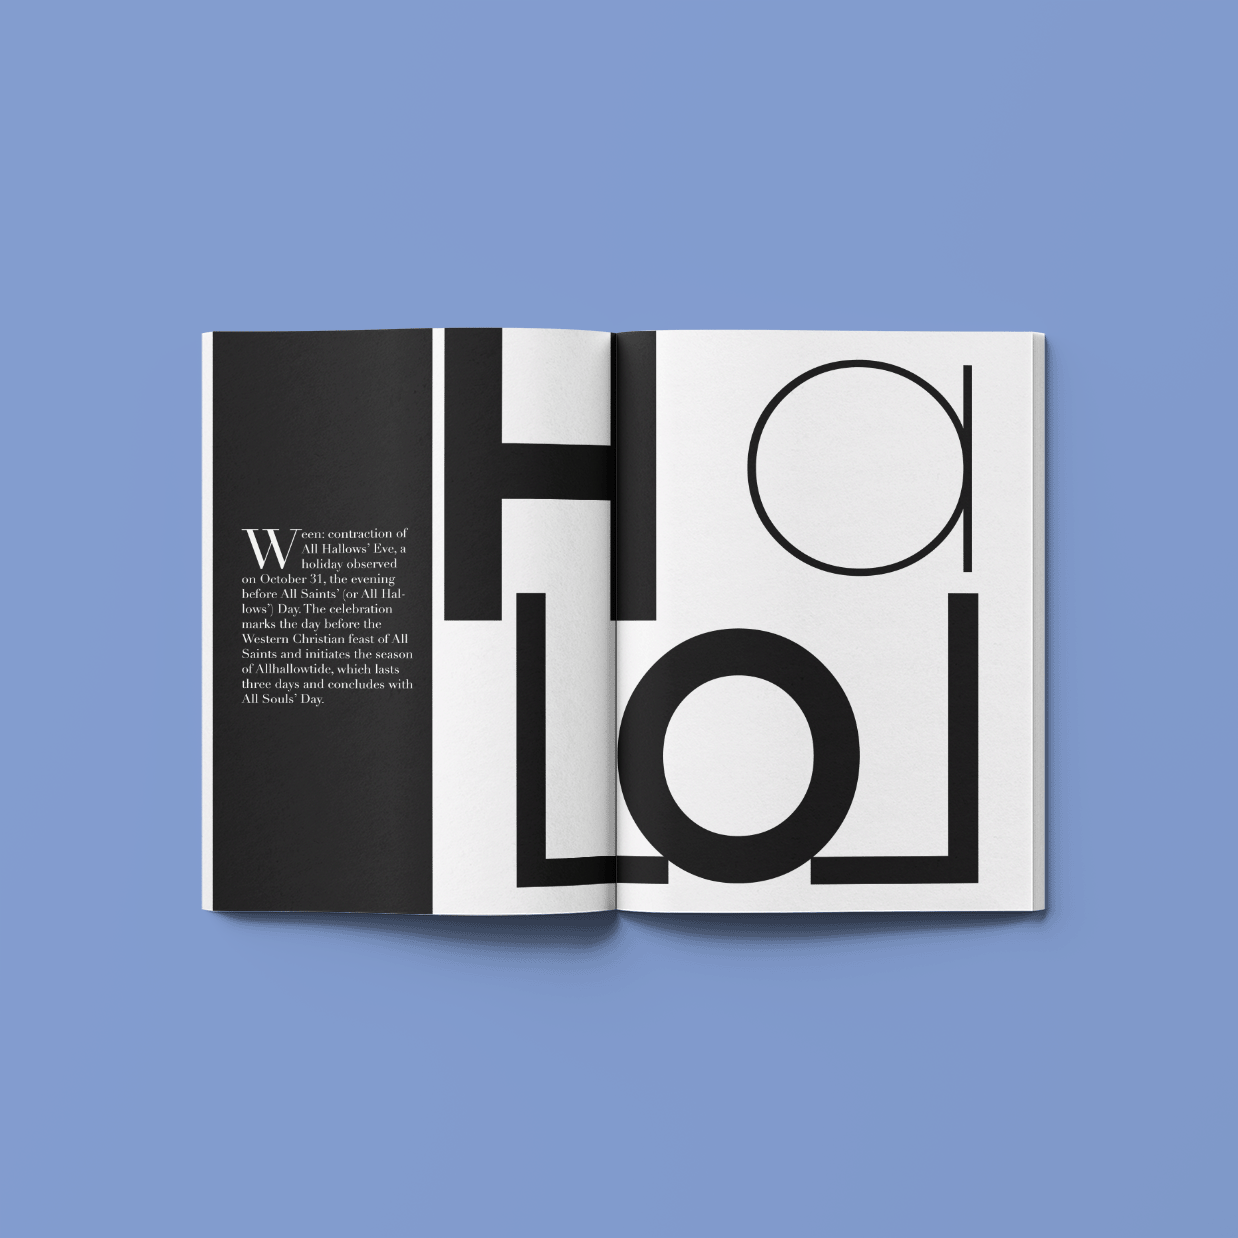 Ween: contraction of
All Hallows’ Eve, a
holiday observed
on October 31, the evening
before All Saints’ (or All Hal-
lows’) Day. The celebration
marks the day before the
Western Christian feast of All
Saints and initiates the season
of Allhallowtide, which lasts
three days and concludes with
All Souls’ Day.
Ha
LoL